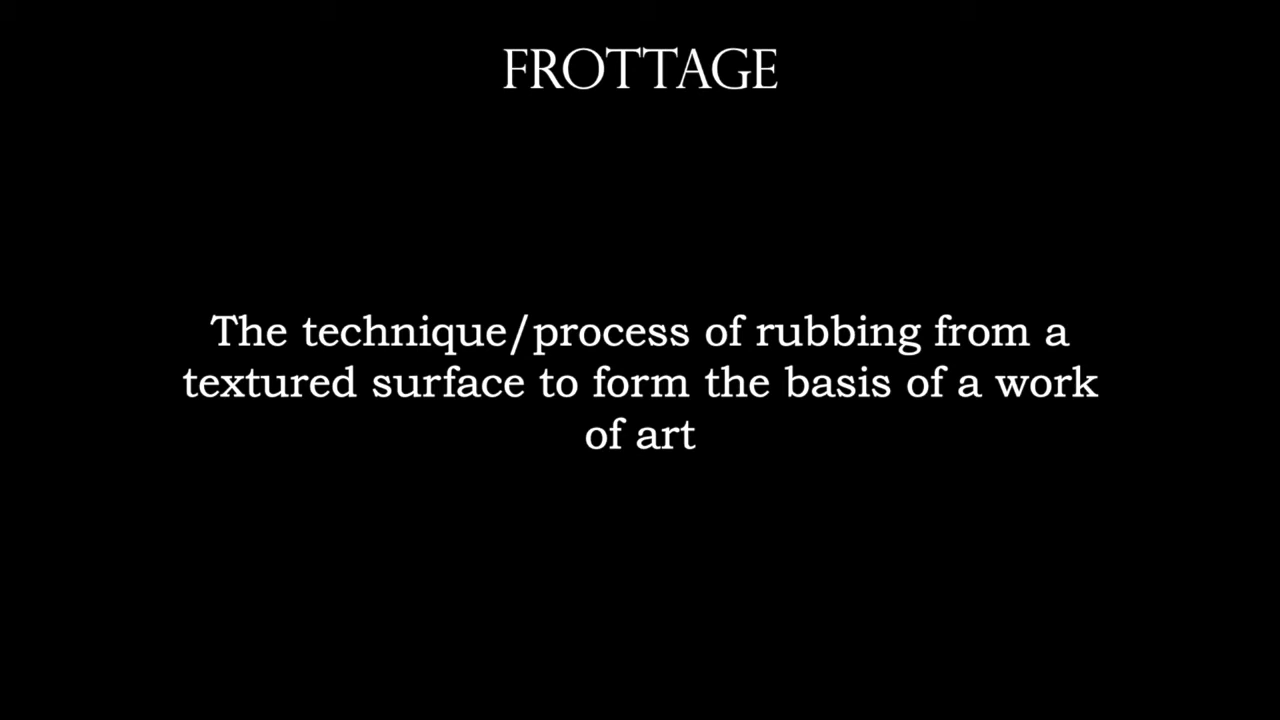 FROTTAGE
The technique/process of rubbing from a
textured surface to form the basis of a work
of art